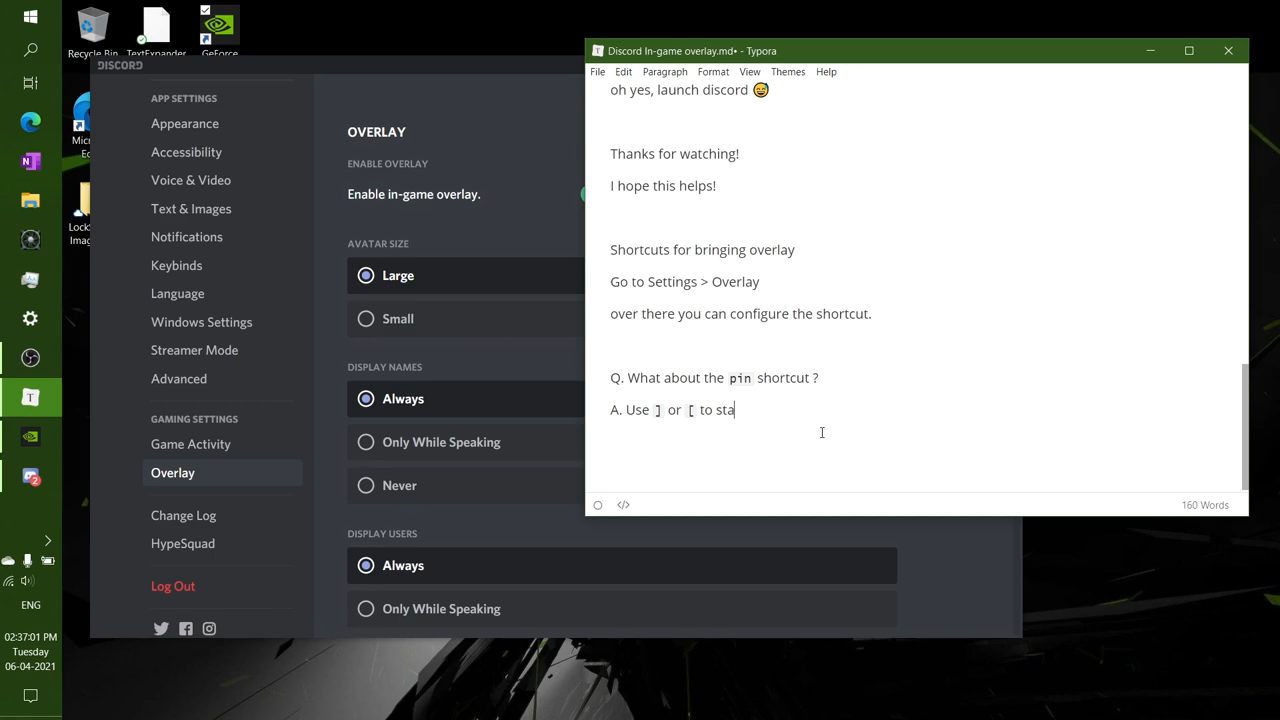 Recycle Bin
TextExpander
GeForce
DISCORD
APP SETTINGS
Appearance
Accessibility
Voice & Video
Text & Images
Notifications
Keybinds
Language
Windows Settings
Streamer Mode
Advanced
GAMING SETTINGS
Game Activity
Overlay
Change Log
HypeSquad
Log Out
OVERLAY
ENABLE OVERLAY
Enable in-game overlay.
AVATAR SIZE
Large
Small
DISPLAY NAMES
Always
Only While Speaking
Never
DISPLAY USERS
Always
Only While Speaking
Discord In-game overlay.md• - Typora
File Edit Paragraph Format View Themes Help
oh yes, launch discord 😅
Thanks for watching!
I hope this helps!
Shortcuts for bringing overlay
Go to Settings > Overlay
over there you can configure the shortcut.
Q. What about the pin shortcut ?
A. Use ] or [ to sta
160 Words
ENG
02:37:01 PM
Tuesday
06-04-2021